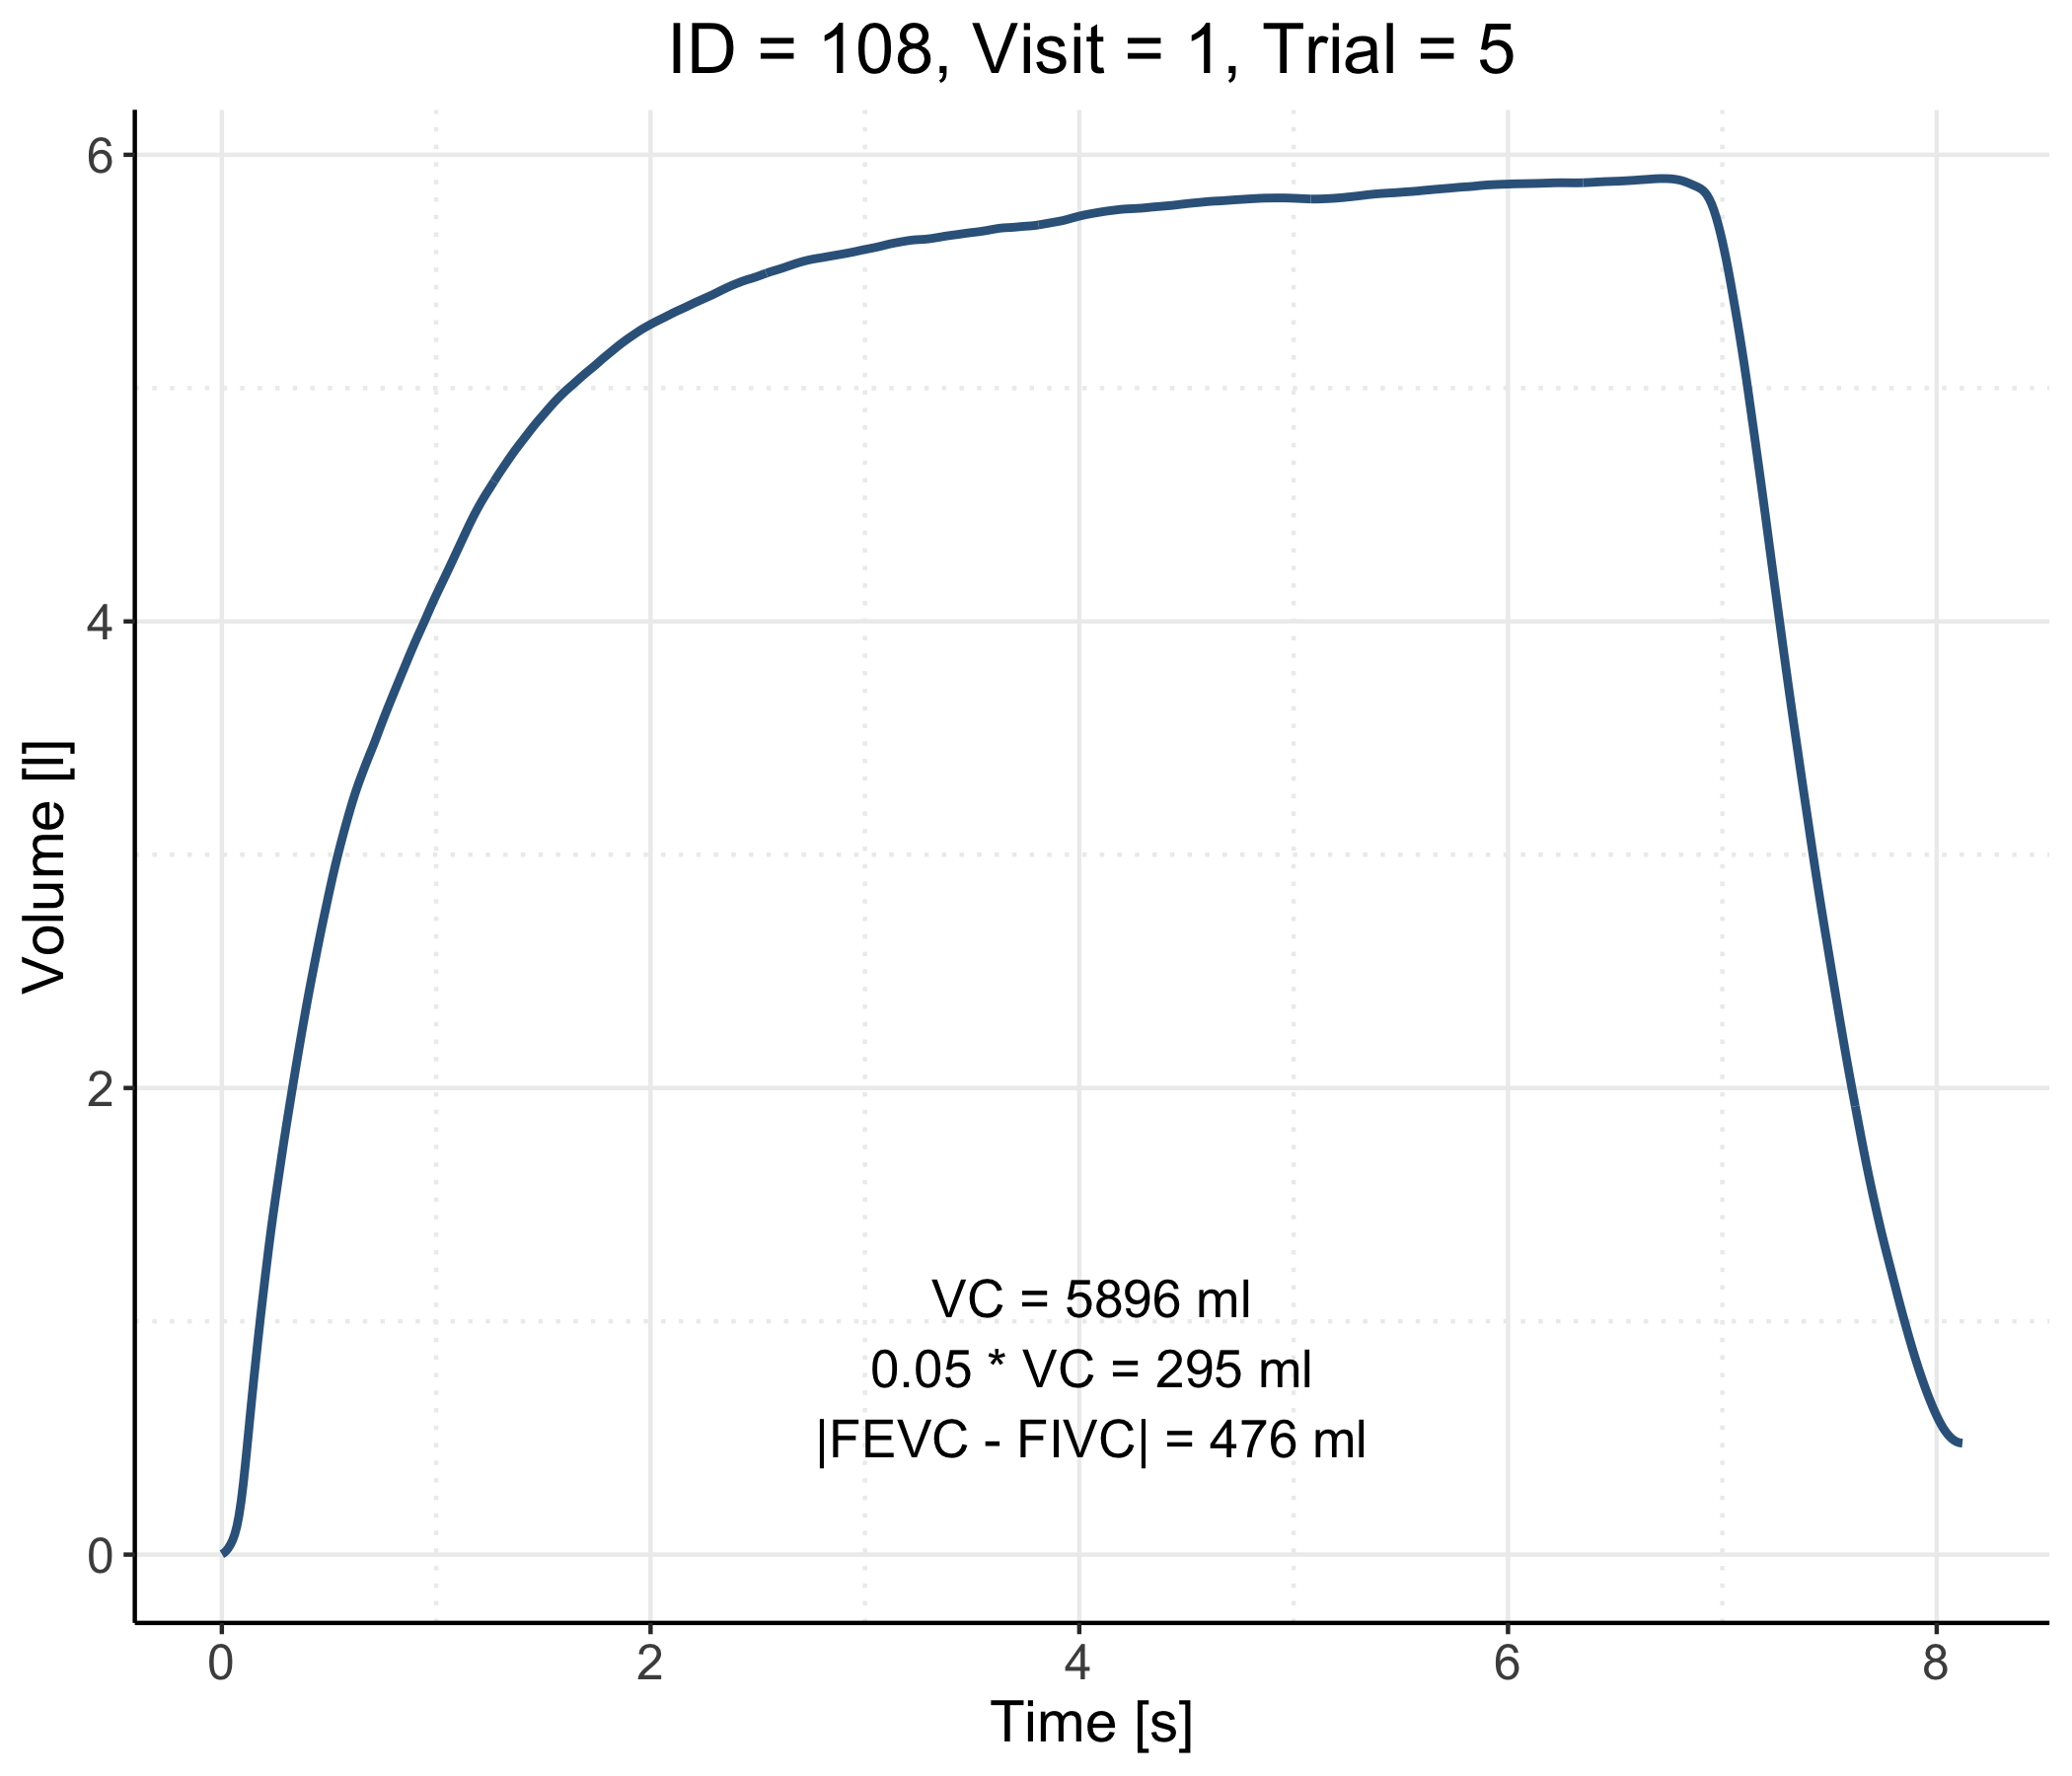 ID = 108, Visit = 1, Trial = 5
6
4
2
0
Volume [l]
VC = 5896 ml
0.05 * VC = 295 ml
|FEVC - FIVC| = 476 ml
0 2 4 6 8
Time [s]